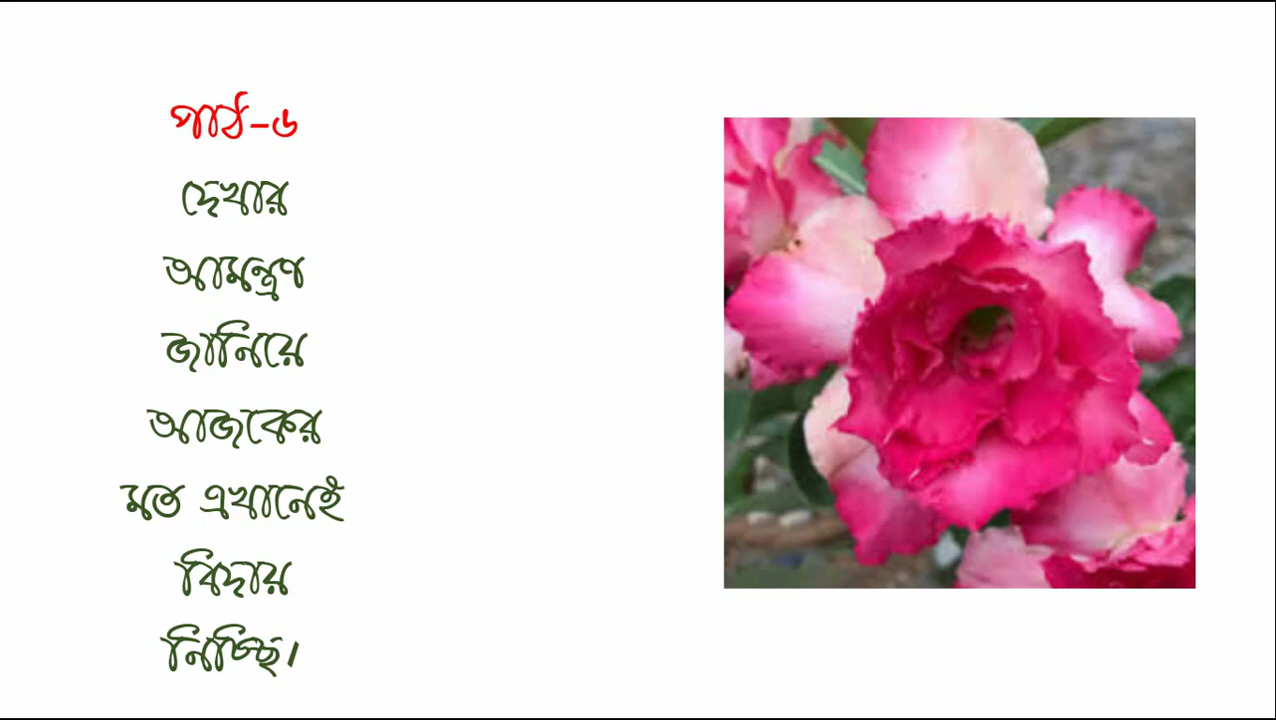 পাঠ-৬
দেখার
আমন্ত্রণ
জানিয়ে
আজকের
মত এখানেই
বিদায়
নিচ্ছি।